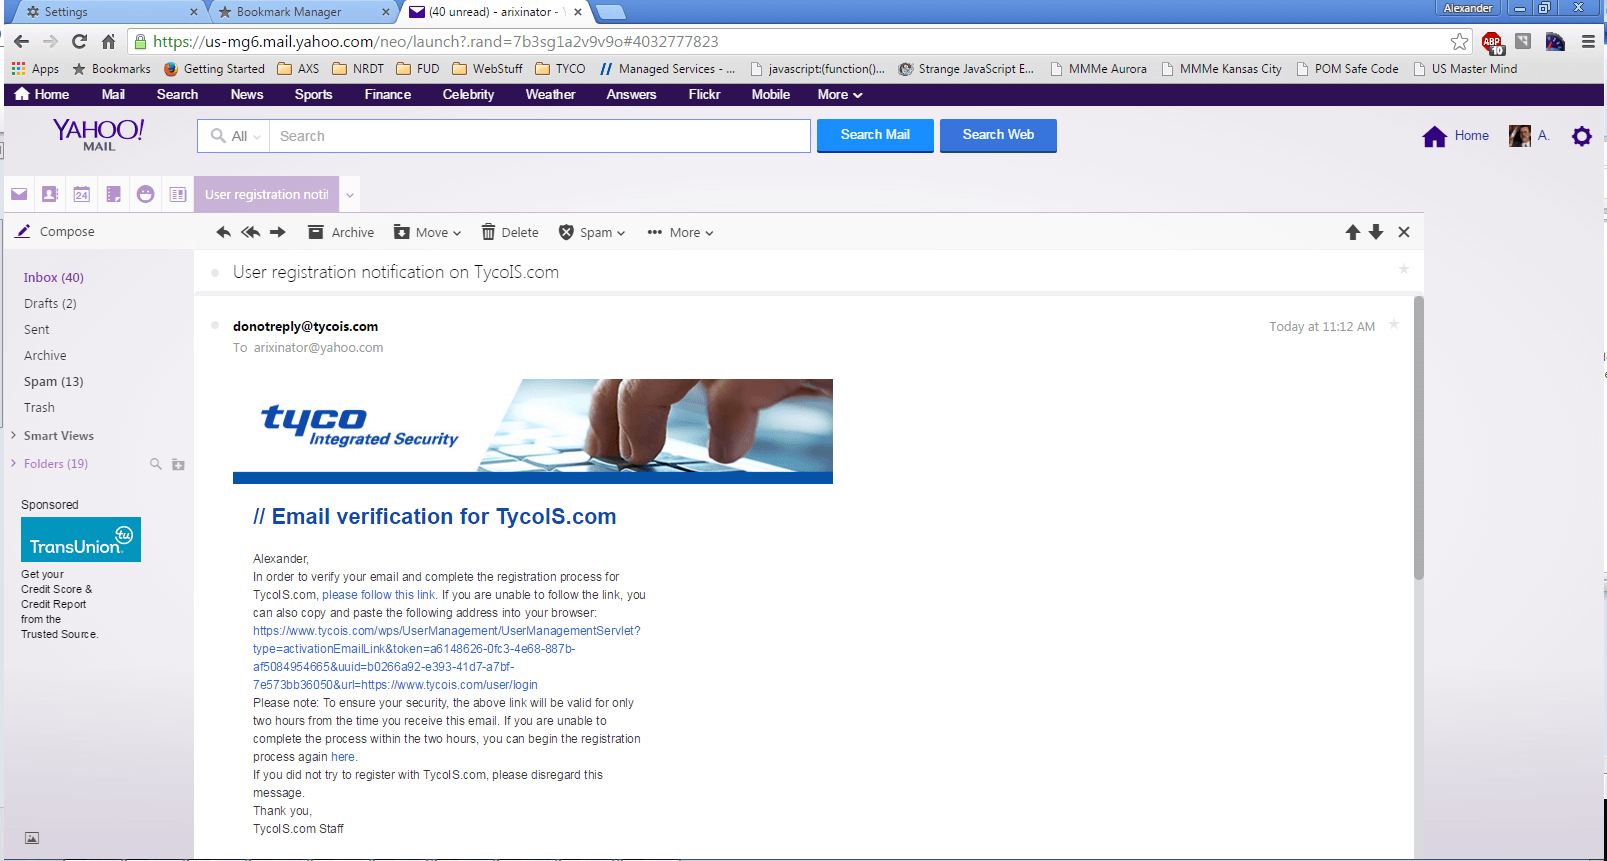 Settings
Bookmark Manager
(40 unread) - arixinator - Y
Alexander
https://us-mg6.mail.yahoo.com/neo/launch?.rand=7b3sg1a2v9v9o#4032777823
ABP
10
Apps
Bookmarks
Getting Started
AXS
NRDT
FUD
WebStuff
TYCO
// Managed Services - ...
javascript:(function()...
Strange JavaScript E...
MMMe Aurora
MMMe Kansas City
POM Safe Code
US Master Mind
Home
Mail
Search
News
Sports
Finance
Celebrity
Weather
Answers
Flickr
Mobile
More
YAHOO!
MAIL
All
Search
Search Mail
Search Web
Home
A.
24
User registration noti
Compose
Archive
Move
Delete
Spam
More
Inbox (40)
Drafts (2)
Sent
Archive
Spam (13)
Trash
Smart Views
Folders (19)
Sponsored
tu
TransUnion.
Get your
Credit Score &
Credit Report
from the
Trusted Source.
User registration notification on TycoIS.com
donotreply@tycois.com
Today at 11:12 AM
To arixinator@yahoo.com
tyco
Integrated Security
// Email verification for TycoIS.com
Alexander,
In order to verify your email and complete the registration process for
TycoIS.com, please follow this link. If you are unable to follow the link, you
can also copy and paste the following address into your browser:
https://www.tycois.com/wps/UserManagement/UserManagementServlet?
type=activationEmailLink&token=a6148626-0fc3-4e68-887b-
af5084954665&uuid=b0266a92-e393-41d7-a7bf-
7e573bb36050&url=https://www.tycois.com/user/login
Please note: To ensure your security, the above link will be valid for only
two hours from the time you receive this email. If you are unable to
complete the process within the two hours, you can begin the registration
process again here.
If you did not try to register with TycoIS.com, please disregard this
message.
Thank you,
TycoIS.com Staff